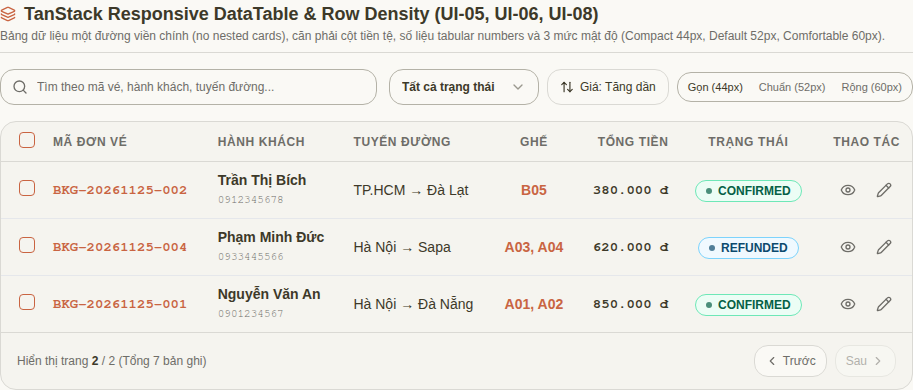 TanStack Responsive DataTable & Row Density (UI-05, UI-06, UI-08)
Bảng dữ liệu một đường viền chính (no nested cards), căn phải cột tiền tệ, số liệu tabular numbers và 3 mức mật độ (Compact 44px, Default 52px, Comfortable 60px).
Tìm theo mã vé, hành khách, tuyến đường... Tất cả trạng thái Giá: Tăng dần Gọn (44px) Chuẩn (52px) Rộng (60px)
MÃ ĐƠN VÉ HÀNH KHÁCH TUYẾN ĐƯỜNG GHẾ TỔNG TIỀN TRẠNG THÁI THAO TÁC
BKG-20261125-002 Trần Thị Bích TP.HCM → Đà Lạt B05 380.000 đ CONFIRMED
0912345678
BKG-20261125-004 Phạm Minh Đức Hà Nội → Sapa A03, A04 620.000 đ REFUNDED
0933445566
BKG-20261125-001 Nguyễn Văn An Hà Nội → Đà Nẵng A01, A02 850.000 đ CONFIRMED
0901234567
Hiển thị trang 2 / 2 (Tổng 7 bản ghi) Trước Sau